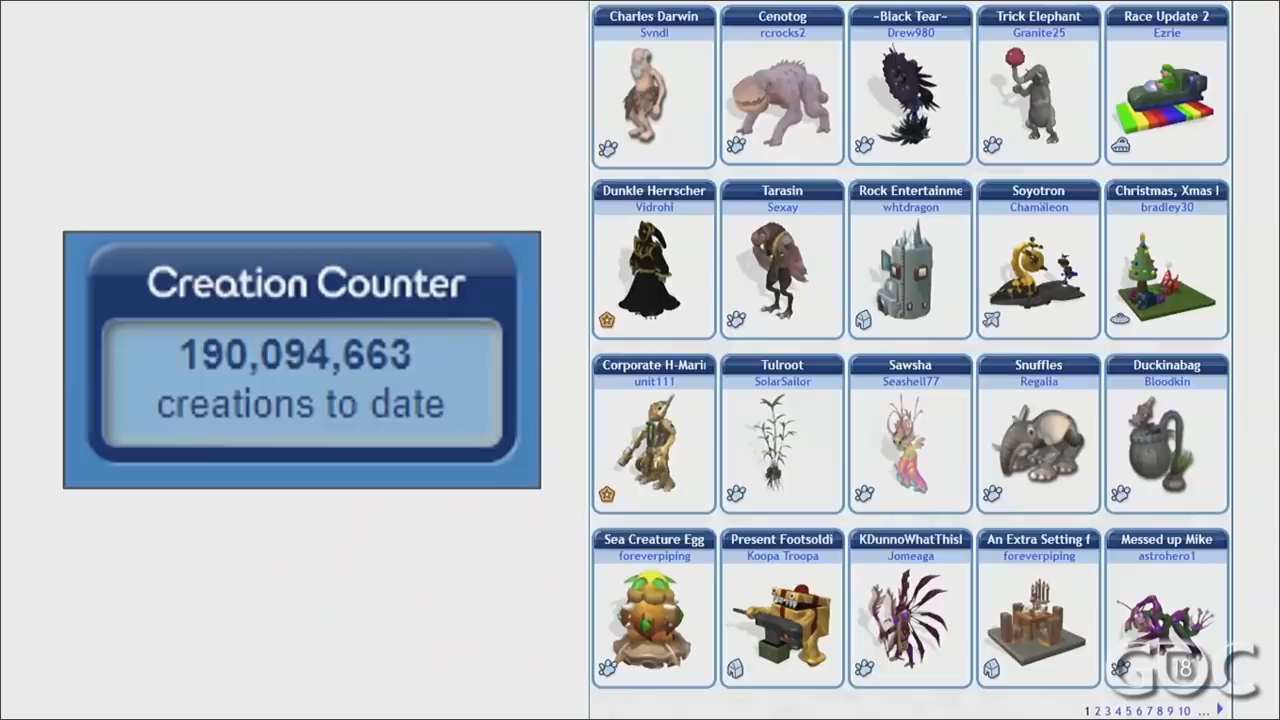 Creation Counter
190,094,663
creations to date
Charles Darwin
Svndl
Cenotog
rcrocks2
~Black Tear~
Drew980
Trick Elephant
Granite25
Race Update 2
Ezrie
Dunkle Herrscher
Vidrohi
Tarasin
Sexay
Rock Entertainme
whtdragon
Soyotron
Chamäleon
Christmas, Xmas I
bradley30
Corporate H-Mari
unit111
Tulroot
SolarSailor
Sawsha
Seashell77
Snuffles
Regalia
Duckinabag
Bloodkin
Sea Creature Egg
foreverpiping
Present Footsoldi
Koopa Troopa
KDunnoWhatThisI
Jomeaga
An Extra Setting f
foreverpiping
Messed up Mike
astrohero1
GDC
18
1 2 3 4 5 6 7 8 9 10 ...